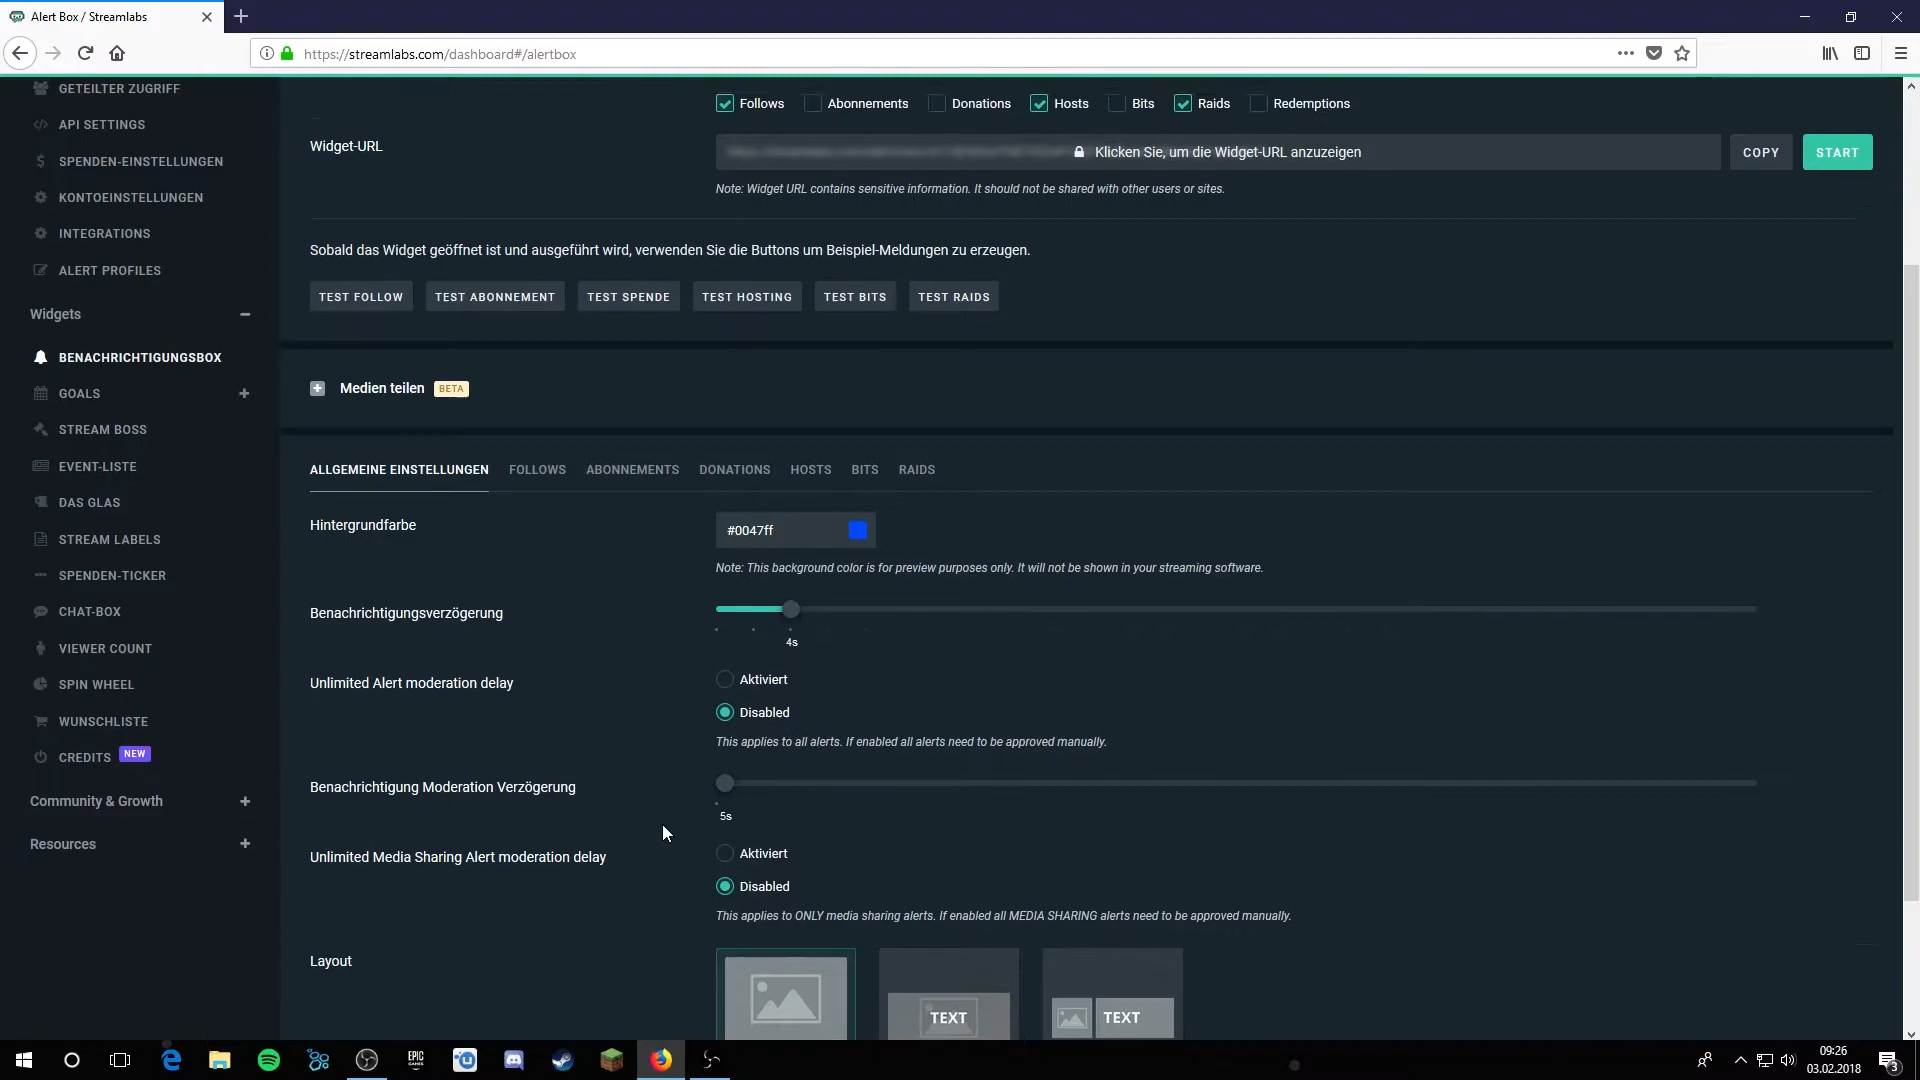 Alert Box / Streamlabs
https://streamlabs.com/dashboard#/alertbox
GETEILTER ZUGRIFF
API SETTINGS
SPENDEN-EINSTELLUNGEN
KONTOEINSTELLUNGEN
INTEGRATIONS
ALERT PROFILES
Widgets
BENACHRICHTIGUNGSBOX
GOALS
STREAM BOSS
EVENT-LISTE
DAS GLAS
STREAM LABELS
SPENDEN-TICKER
CHAT-BOX
VIEWER COUNT
SPIN WHEEL
WUNSCHLISTE
CREDITS NEW
Community & Growth
Resources
Follows Abonnements Donations Hosts Bits Raids Redemptions
Widget-URL
Klicken Sie, um die Widget-URL anzuzeigen
COPY START
Note: Widget URL contains sensitive information. It should not be shared with other users or sites.
Sobald das Widget geöffnet ist und ausgeführt wird, verwenden Sie die Buttons um Beispiel-Meldungen zu erzeugen.
TEST FOLLOW TEST ABONNEMENT TEST SPENDE TEST HOSTING TEST BITS TEST RAIDS
Medien teilen BETA
ALLGEMEINE EINSTELLUNGEN FOLLOWS ABONNEMENTS DONATIONS HOSTS BITS RAIDS
Hintergrundfarbe
#0047ff
Note: This background color is for preview purposes only. It will not be shown in your streaming software.
Benachrichtigungsverzögerung
4s
Unlimited Alert moderation delay
Aktiviert
Disabled
This applies to all alerts. If enabled all alerts need to be approved manually.
Benachrichtigung Moderation Verzögerung
5s
Unlimited Media Sharing Alert moderation delay
Aktiviert
Disabled
This applies to ONLY media sharing alerts. If enabled all MEDIA SHARING alerts need to be approved manually.
Layout
TEXT
TEXT
EPIC
GAMES
09:26
03.02.2018
3